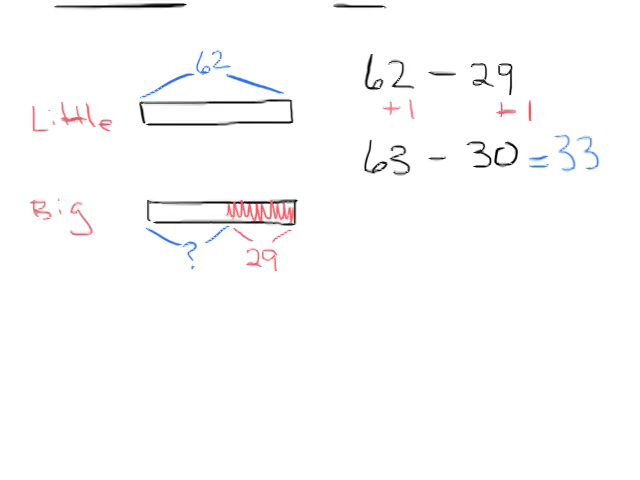 62
Little
Big
?
29
62 - 29
+1 +1
63 - 30 = 33